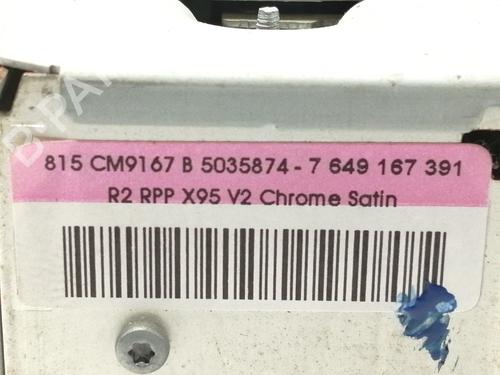 815 CM9167 B 5035874 - 7 649 167 391
R2 RPP X95 V2 Chrome Satin